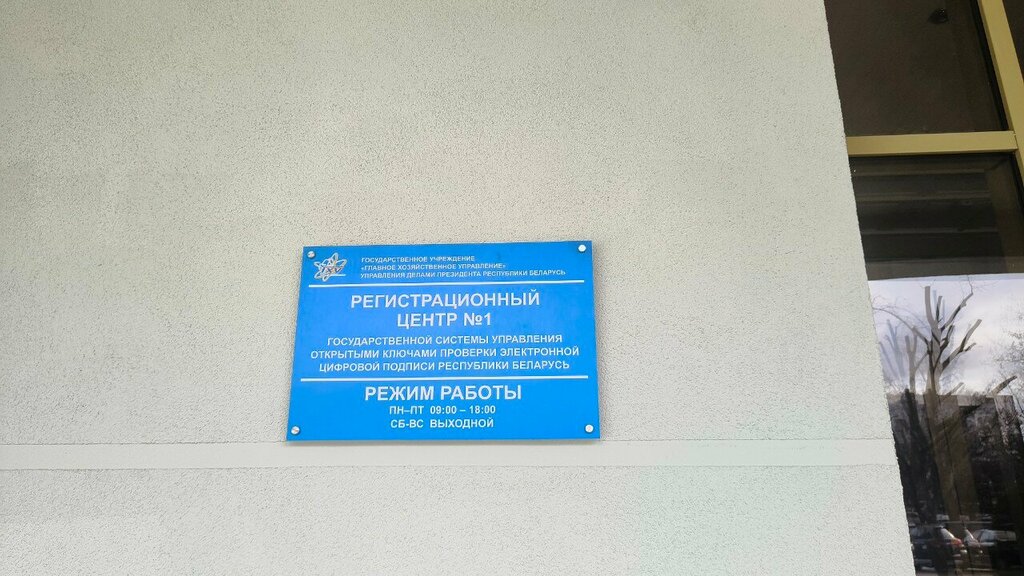 ГОСУДАРСТВЕННОЕ УЧРЕЖДЕНИЕ
«ГЛАВНОЕ ХОЗЯЙСТВЕННОЕ УПРАВЛЕНИЕ»
УПРАВЛЕНИЯ ДЕЛАМИ ПРЕЗИДЕНТА РЕСПУБЛИКИ БЕЛАРУСЬ
РЕГИСТРАЦИОННЫЙ
ЦЕНТР №1
ГОСУДАРСТВЕННОЙ СИСТЕМЫ УПРАВЛЕНИЯ
ОТКРЫТЫМИ КЛЮЧАМИ ПРОВЕРКИ ЭЛЕКТРОННОЙ
ЦИФРОВОЙ ПОДПИСИ РЕСПУБЛИКИ БЕЛАРУСЬ
РЕЖИМ РАБОТЫ
ПН–ПТ 09:00 – 18:00
СБ-ВС ВЫХОДНОЙ